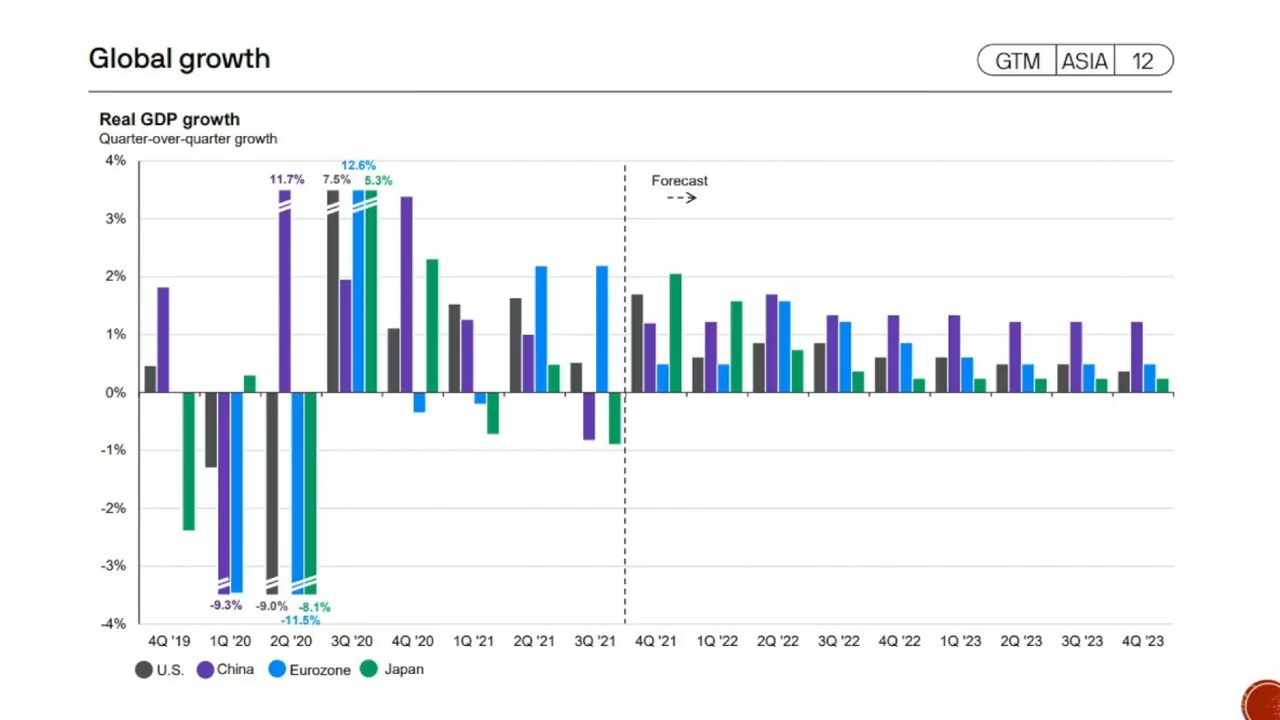 Global growth
GTM ASIA 12
Real GDP growth
Quarter-over-quarter growth
4%
3%
2%
1%
0%
-1%
-2%
-3%
-4%
12.6%
11.7% 7.5% 5.3%
Forecast
-9.3% -9.0% -8.1%
-11.5%
4Q '19 1Q '20 2Q '20 3Q '20 4Q '20 1Q '21 2Q '21 3Q '21 4Q '21 1Q '22 2Q '22 3Q '22 4Q '22 1Q '23 2Q '23 3Q '23 4Q '23
U.S. China Eurozone Japan